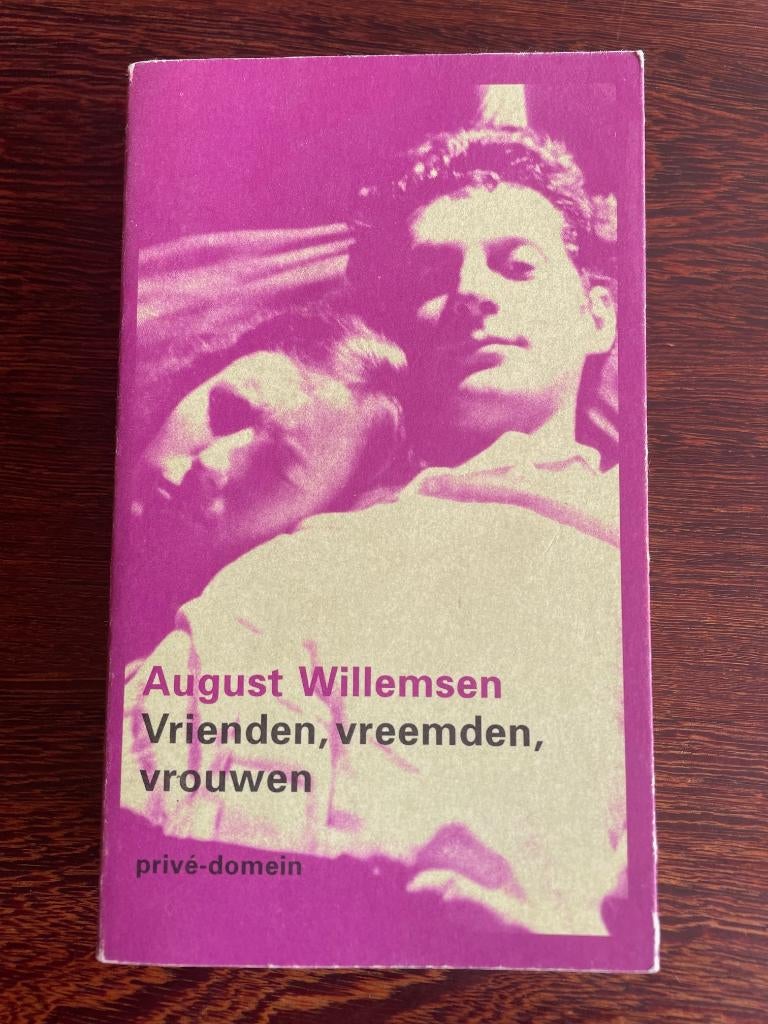 August Willemsen
Vrienden, vreemden,
vrouwen
privé-domein